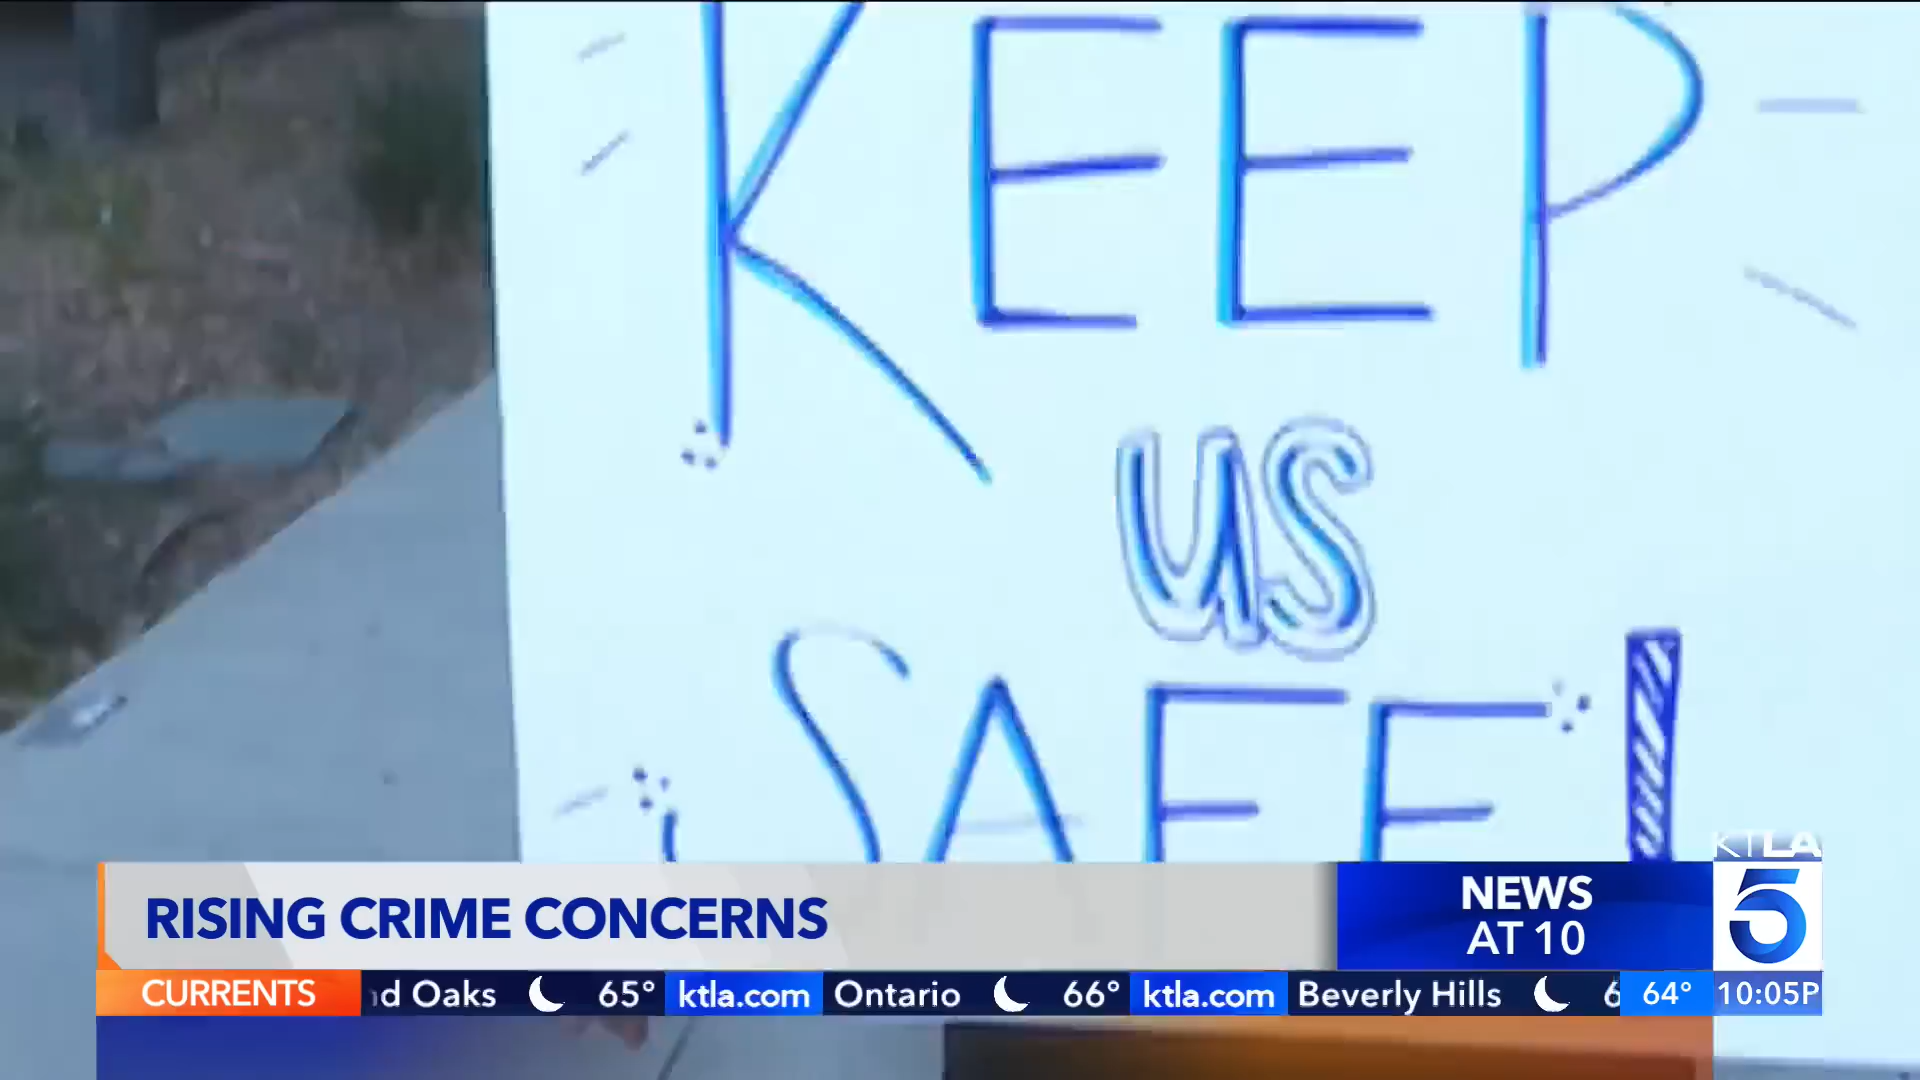 KEEP
us
SAFE!
KTLA
5
RISING CRIME CONCERNS
NEWS
AT 10
CURRENTS
d Oaks 65° ktla.com Ontario 66° ktla.com Beverly Hills 6
64°
10:05P